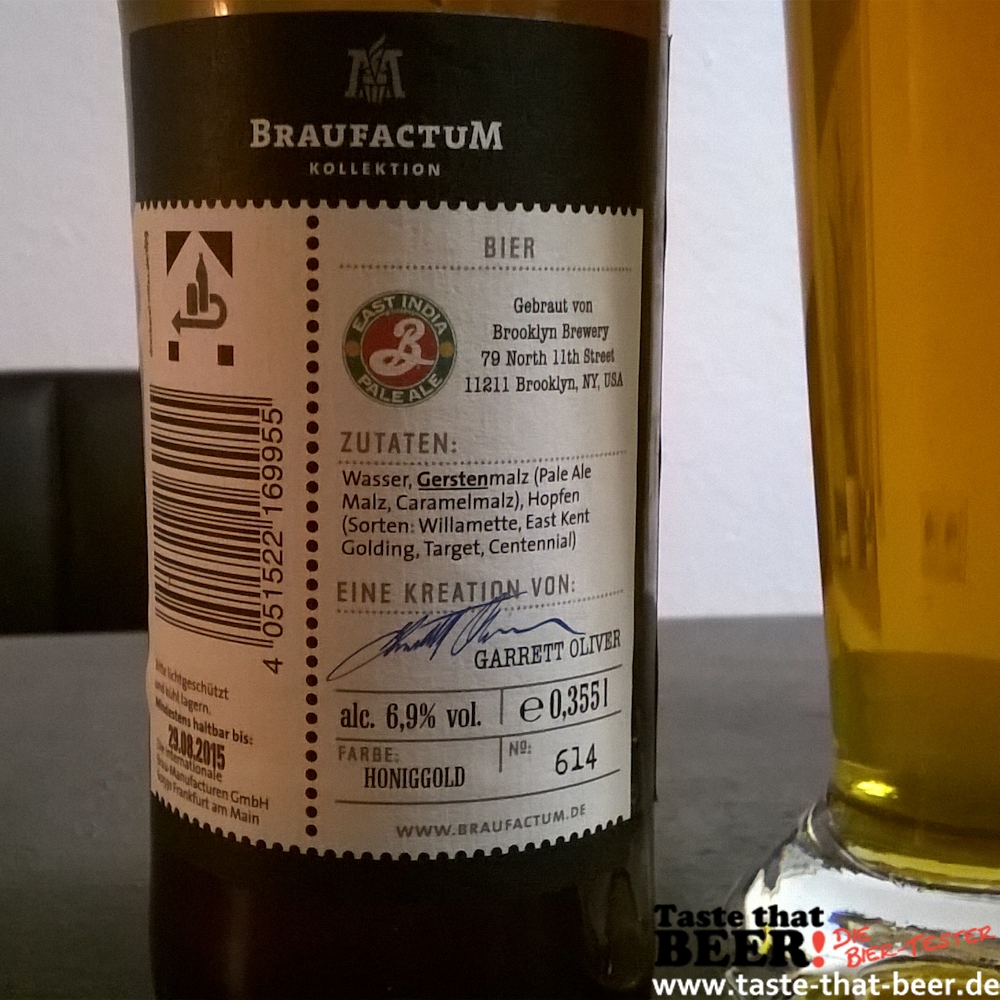 BRAUFACTUM
KOLLEKTION
BIER
EAST INDIA
B
PALE ALE
Gebraut von
Brooklyn Brewery
79 North 11th Street
11211 Brooklyn, NY, USA
ZUTATEN:
Wasser, Gerstenmalz (Pale Ale
Malz, Caramelmalz), Hopfen
(Sorten: Willamette, East Kent
Golding, Target, Centennial)
EINE KREATION VON:
GARRETT OLIVER
alc. 6,9% vol.
e 0,355 l
FARBE:
HONIGGOLD
Nº:
614
WWW.BRAUFACTUM.DE
4 051522 169955
Bitte lichtgeschützt
und kühl lagern.
Mindestens haltbar bis:
29.08.2015
Die Internationale
Brau-Manufacturen GmbH
Frankfurt am Main
Taste that
BEER!
DIE
BIER-TESTER
www.taste-that-beer.de